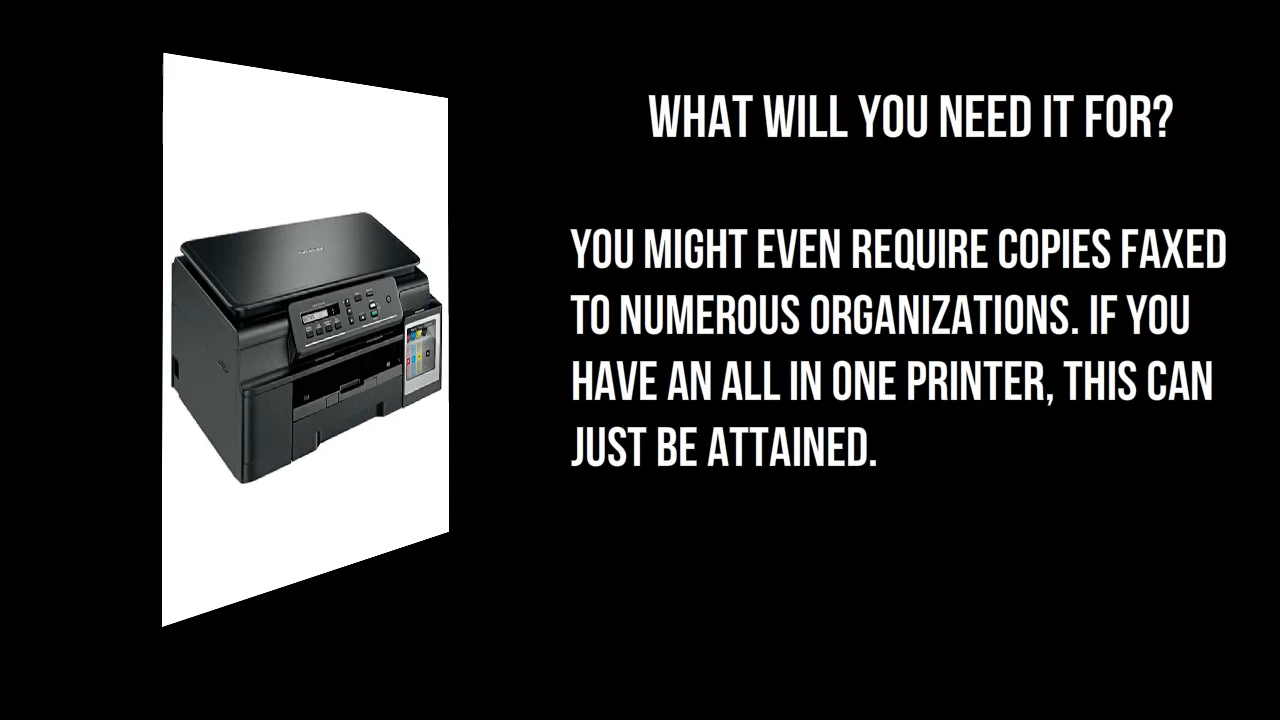 WHAT WILL YOU NEED IT FOR?
YOU MIGHT EVEN REQUIRE COPIES FAXED
TO NUMEROUS ORGANIZATIONS. IF YOU
HAVE AN ALL IN ONE PRINTER, THIS CAN
JUST BE ATTAINED.